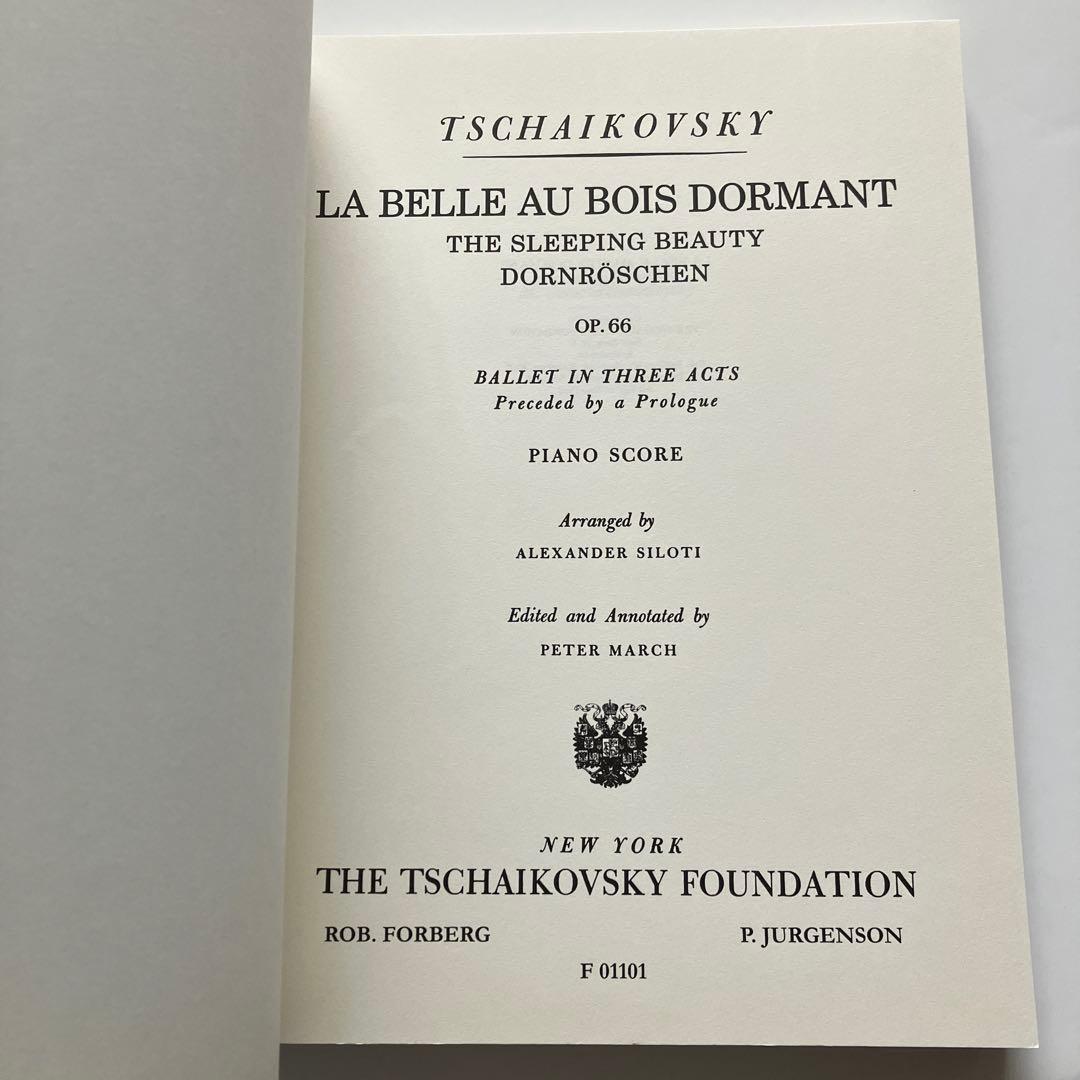 TSCHAIKOVSKY
LA BELLE AU BOIS DORMANT
THE SLEEPING BEAUTY
DORNRÖSCHEN
OP. 66
BALLET IN THREE ACTS
Preceded by a Prologue
PIANO SCORE
Arranged by
ALEXANDER SILOTI
Edited and Annotated by
PETER MARCH
NEW YORK
THE TSCHAIKOVSKY FOUNDATION
ROB. FORBERG P. JURGENSON
F 01101